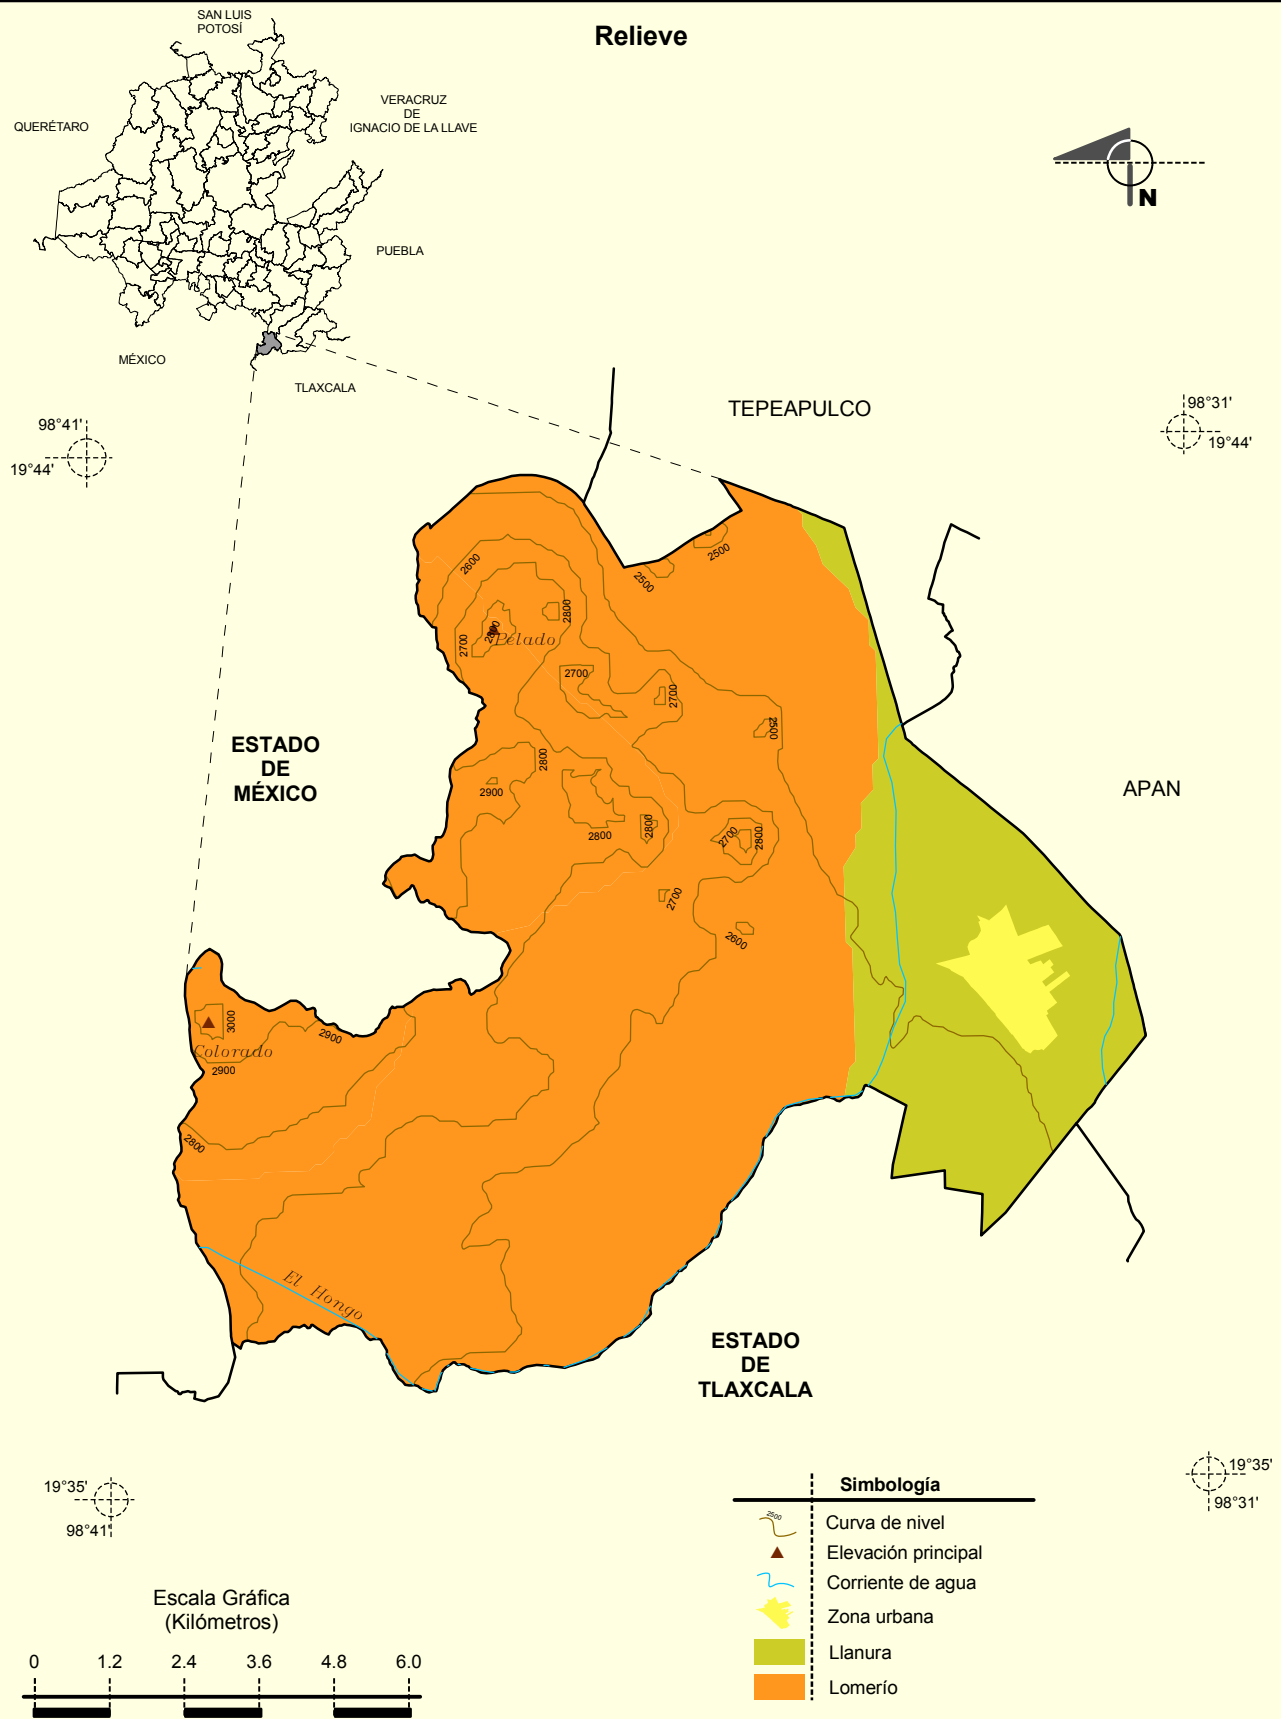 Relieve
SAN LUIS
POTOSÍ
VERACRUZ
DE
IGNACIO DE LA LLAVE
QUERÉTARO
PUEBLA
MÉXICO
TLAXCALA
N
98°41'
19°44'
98°31'
19°44'
TEPEAPULCO
APAN
ESTADO
DE
MÉXICO
ESTADO
DE
TLAXCALA
2600
2500
2500
2800
2800
2700
Pelado
2700
2700
2500
2800
2900
2800
2800
2700
2800
2700
2600
3000
2900
Colorado
2900
2800
El Hongo
19°35'
98°41'
19°35'
98°31'
Simbología
2500
Curva de nivel
Elevación principal
Corriente de agua
Zona urbana
Llanura
Lomerío
Escala Gráfica
(Kilómetros)
0 1.2 2.4 3.6 4.8 6.0